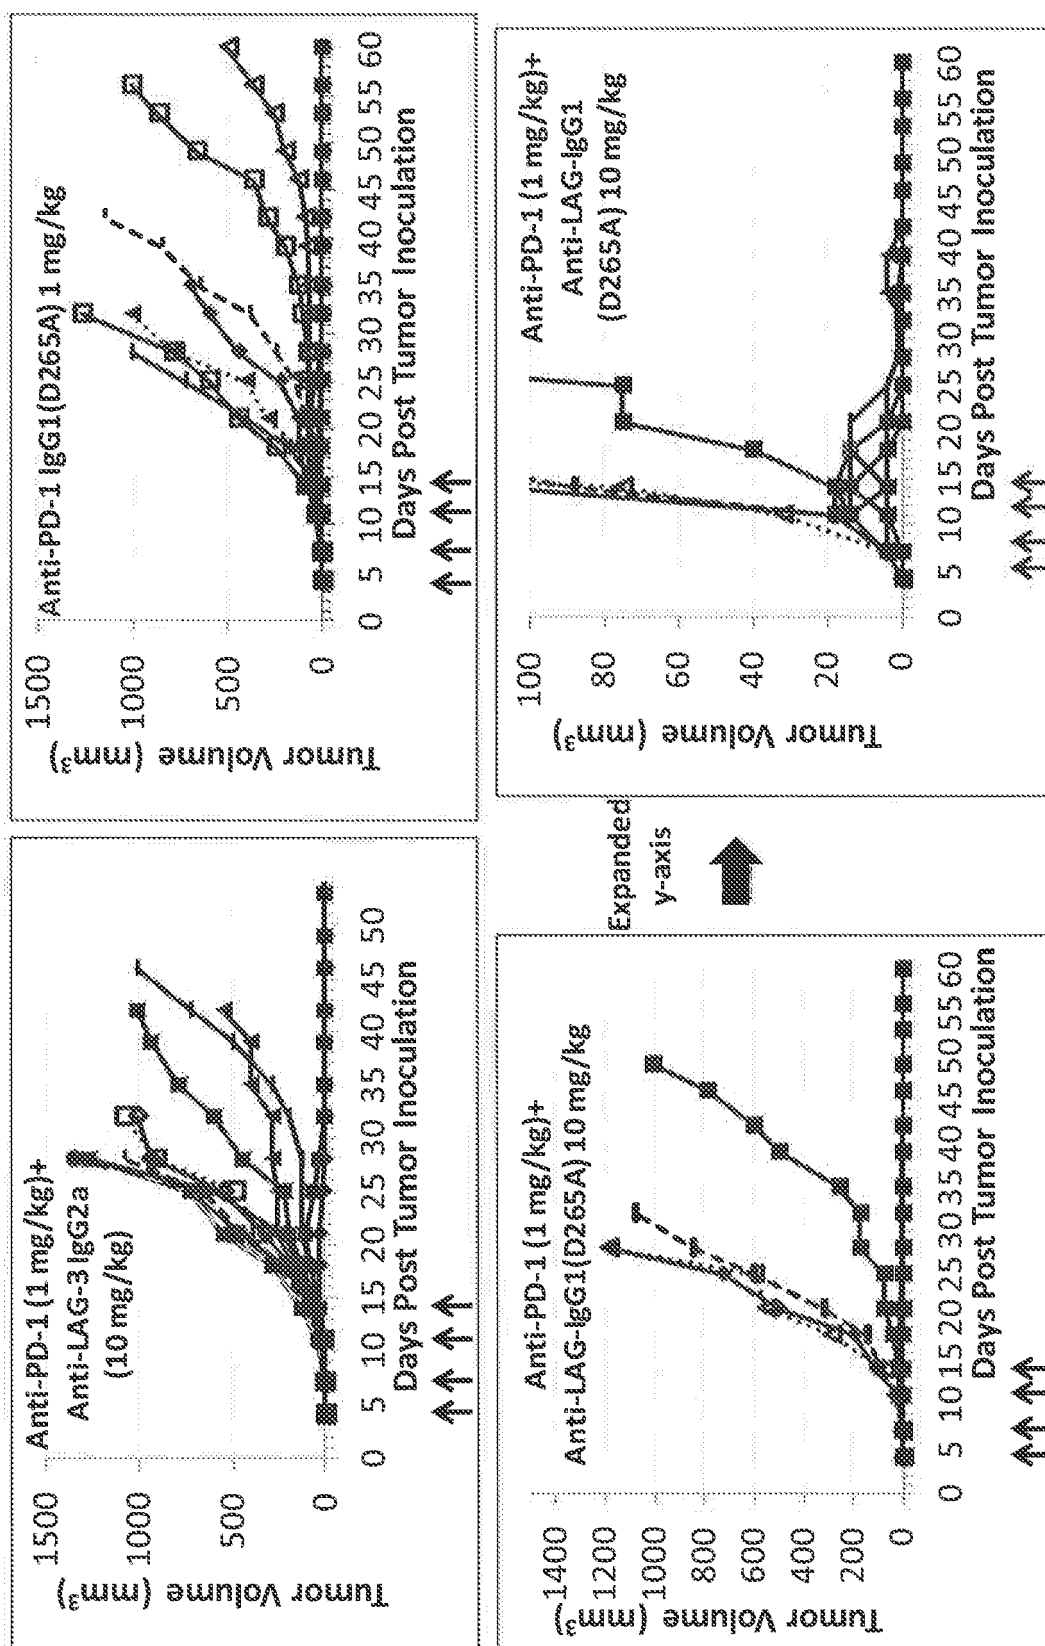 Anti-PD-1 (1 mg/kg)+
Anti-LAG-3 IgG2a
(10 mg/kg)
Tumor Volume (mm³)
1500
1000
500
0
0 5 10 15 20 25 30 35 40 45 50
Days Post Tumor Inoculation
Anti-PD-1 IgG1(D265A) 1 mg/kg
Tumor Volume (mm³)
1500
1000
500
0
0 5 10 15 20 25 30 35 40 45 50 55 60
Days Post Tumor Inoculation
Anti-PD-1 (1 mg/kg)+
Anti-LAG-IgG1(D265A) 10 mg/kg
Tumor Volume (mm³)
1400
1200
1000
800
600
400
200
0
0 5 10 15 20 25 30 35 40 45 50 55 60
Days Post Tumor Inoculation
Expanded
y-axis
Anti-PD-1 (1 mg/kg)+
Anti-LAG-IgG1
(D265A) 10 mg/kg
Tumor Volume (mm³)
100
80
60
40
20
0
0 5 10 15 20 25 30 35 40 45 50 55 60
Days Post Tumor Inoculation